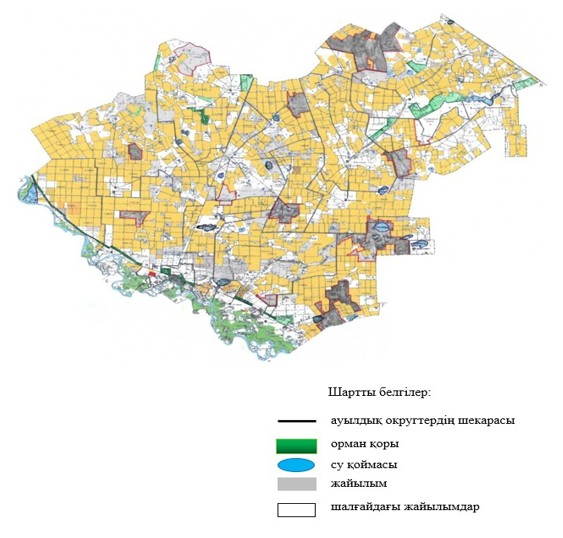 Шартты белгілер:
ауылдық округтердің шекарасы
орман қоры
су қоймасы
жайылым
шалғайдағы жайылымдар